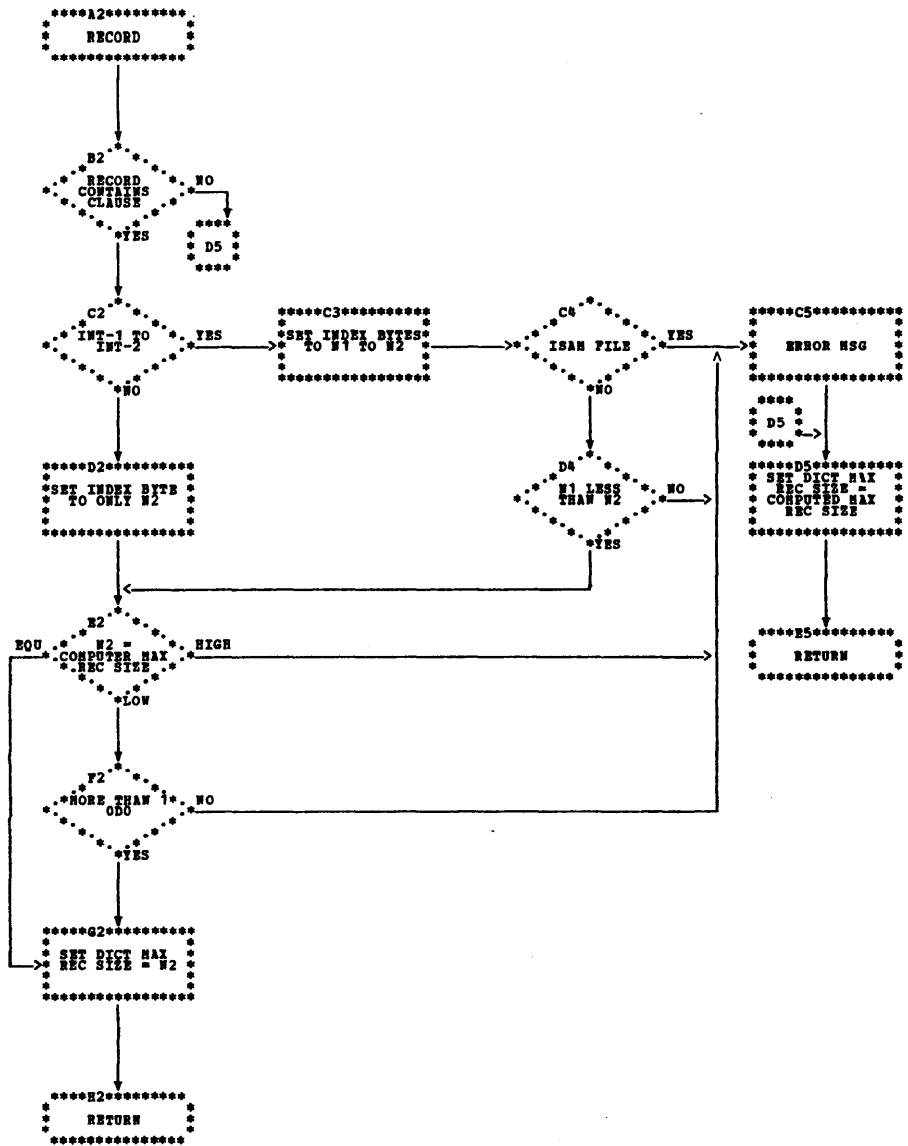 A2
RECORD
B2
RECORD
CONTAINS
CLAUSE
NO
YES
D5
C2
INT-1 TO
INT-2
YES
NO
C3
SET INDEX BYTES
TO N1 TO N2
C4
ISAM FILE
YES
NO
C5
ERROR MSG
D5
D2
SET INDEX BYTE
TO ONLY N2
D4
N1 LESS
THAN N2
NO
YES
D5
SET DICT MAX
REC SIZE =
COMPUTED MAX
REC SIZE
E2
EQU
N2 =
COMPUTER MAX
REC SIZE
HIGH
LOW
E5
RETURN
F2
MORE THAN 1
ODO
NO
YES
G2
SET DICT MAX
REC SIZE = N2
H2
RETURN